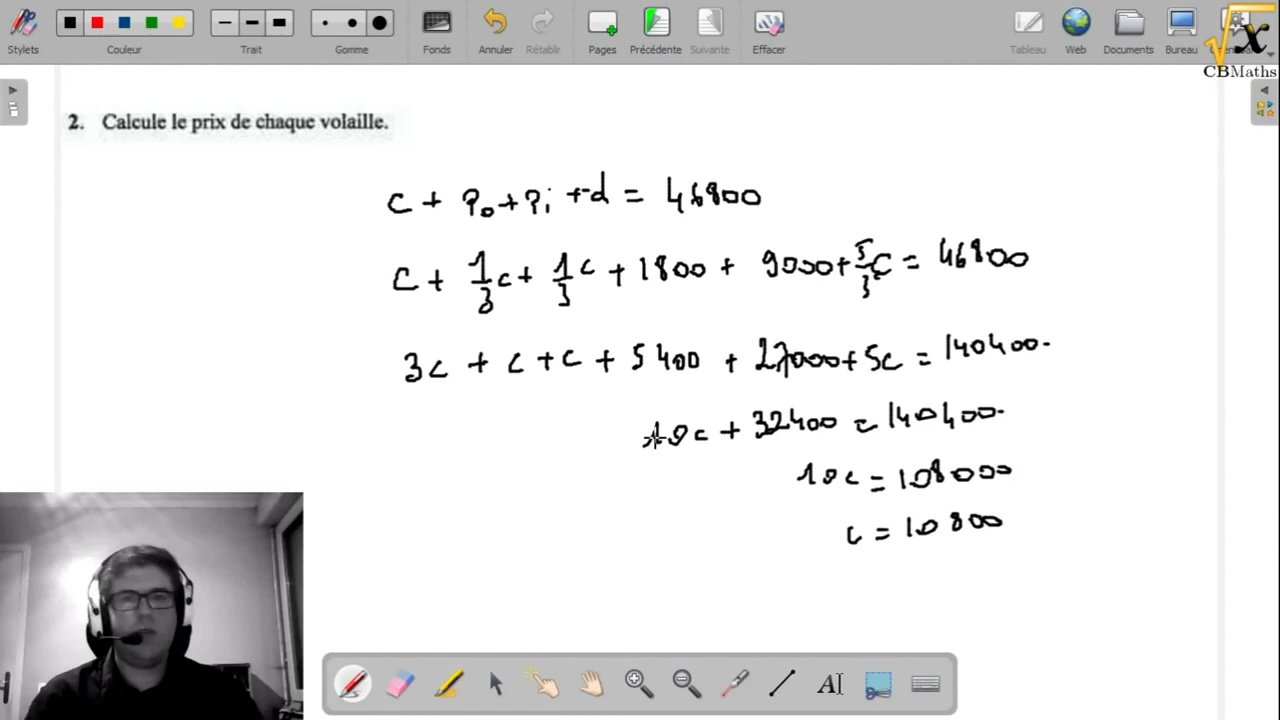 Stylets
Couleur
Trait
Gomme
Fonds
Annuler
Rétablir
Pages
Précédente
Suivante
Effacer
Tableau
Web
Documents
Bureau
√x
CBMaths
2. Calcule le prix de chaque volaille.
c + Po + Pi + d = 46800
c + 1/3 c + 1/3 c + 1800 + 9000 + 5/3 c = 46800
3c + c + c + 5400 + 27000 + 5c = 140400.
10c + 32400 = 140400.
10c = 108000
c = 10800
AI